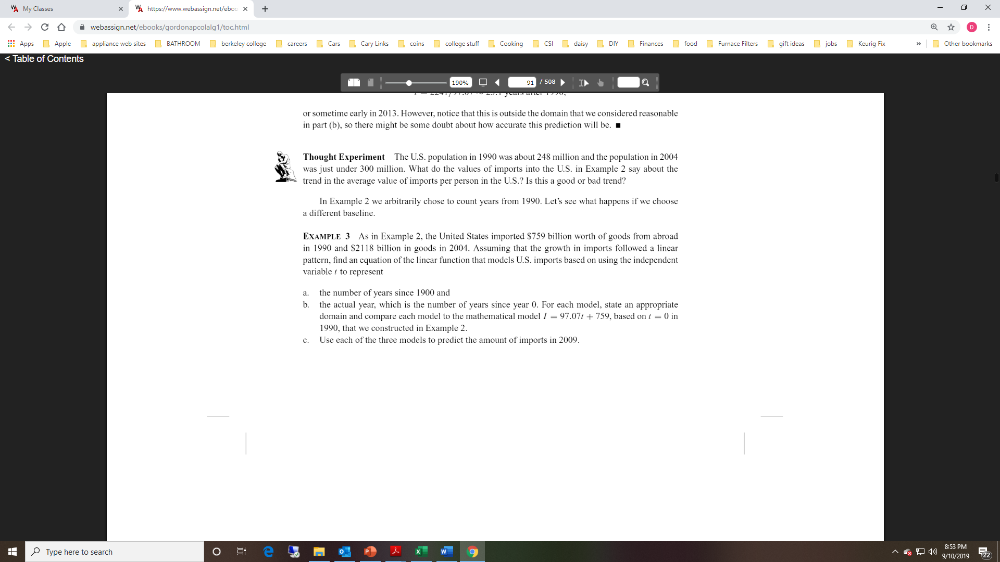 My Classes
https://www.webassign.net/eboo
webassign.net/ebooks/gordonapcolalg1/toc.html
D
Apps Apple appliance web sites BATHROOM berkeley college careers Cars Cary Links coins college stuff Cooking CSI daisy DIY Finances food Furnace Filters gift ideas jobs Keurig Fix » Other bookmarks
< Table of Contents
190% 91 / 508
or sometime early in 2013. However, notice that this is outside the domain that we considered reasonable
in part (b), so there might be some doubt about how accurate this prediction will be. ■
Thought Experiment The U.S. population in 1990 was about 248 million and the population in 2004
was just under 300 million. What do the values of imports into the U.S. in Example 2 say about the
trend in the average value of imports per person in the U.S.? Is this a good or bad trend?
In Example 2 we arbitrarily chose to count years from 1990. Let's see what happens if we choose
a different baseline.
EXAMPLE 3 As in Example 2, the United States imported $759 billion worth of goods from abroad
in 1990 and $2118 billion in goods in 2004. Assuming that the growth in imports followed a linear
pattern, find an equation of the linear function that models U.S. imports based on using the independent
variable t to represent
a. the number of years since 1900 and
b. the actual year, which is the number of years since year 0. For each model, state an appropriate
domain and compare each model to the mathematical model I = 97.07t + 759, based on t = 0 in
1990, that we constructed in Example 2.
c. Use each of the three models to predict the amount of imports in 2009.
Type here to search
8:53 PM
9/10/2019
22